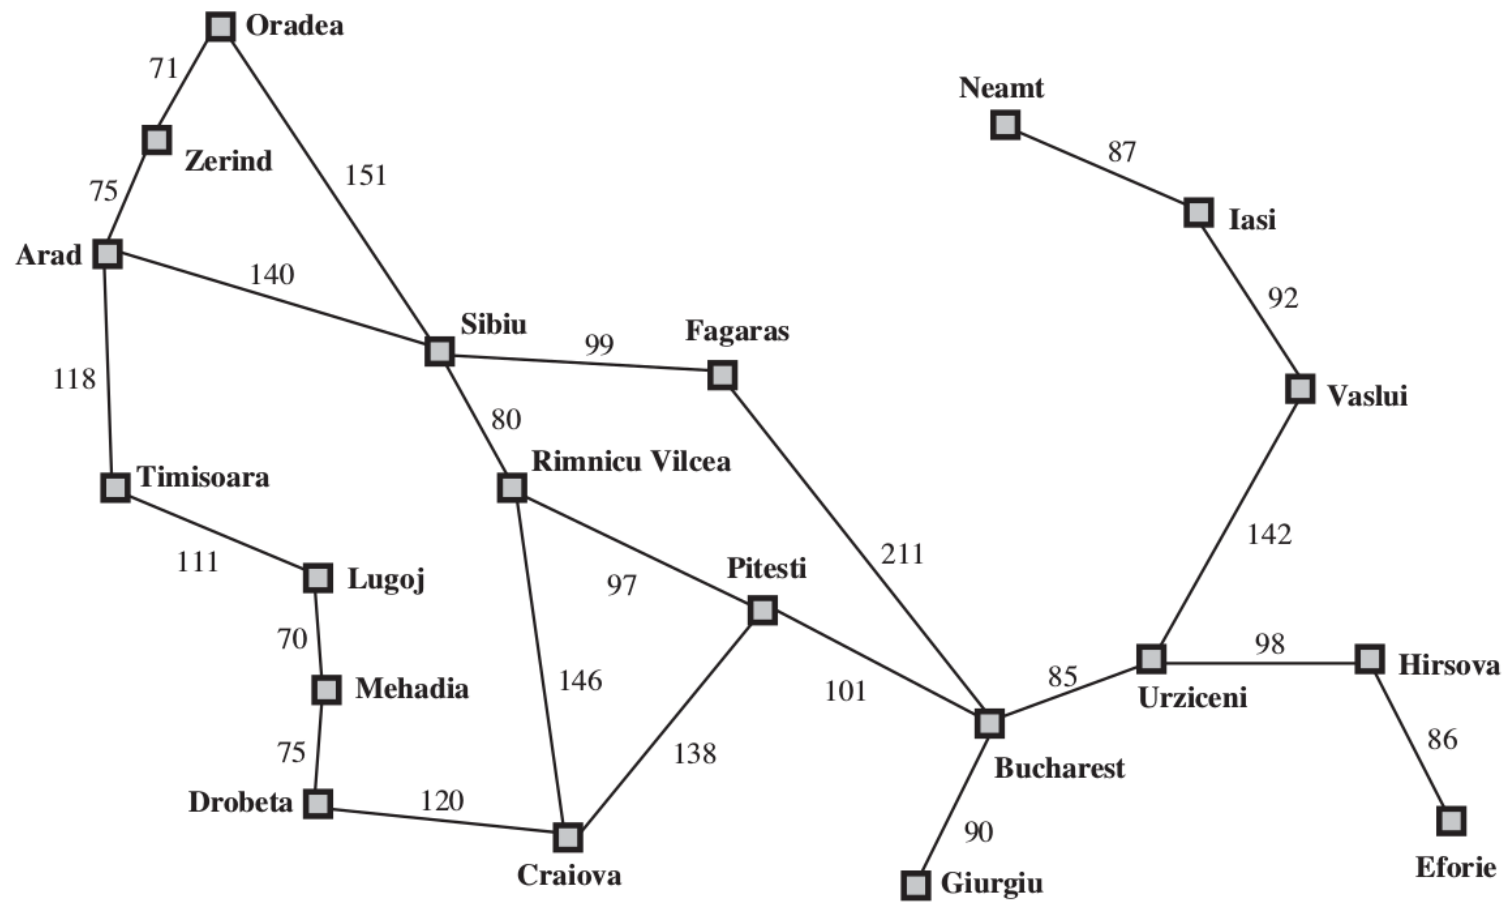 Oradea
71
Neamt
87
Zerind
151
75
Iasi
Arad
140
92
Sibiu
Fagaras
99
118
Vaslui
80
Rimnicu Vilcea
Timisoara
142
211
111
Lugoj
97
Pitesti
70
98
Hirsova
Mehadia
146
101
85
Urziceni
75
138
86
Bucharest
Drobeta
120
90
Eforie
Craiova
Giurgiu